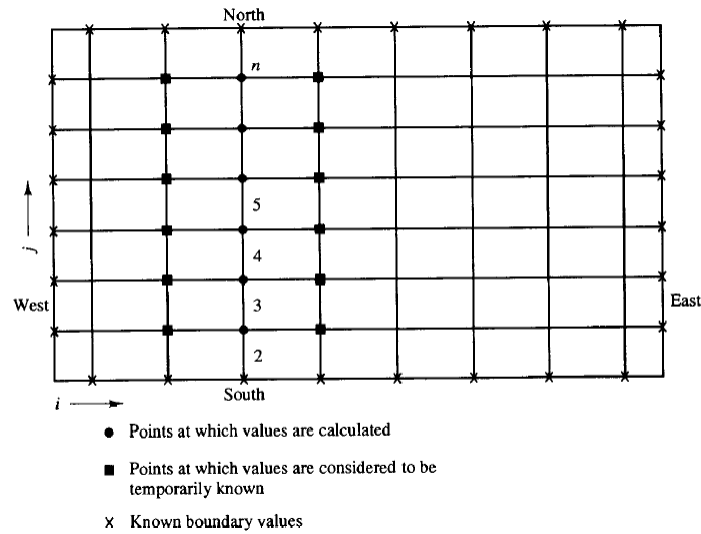 North
n
5
4
3
2
j
West
East
South
i
● Points at which values are calculated
■ Points at which values are considered to be
temporarily known
x Known boundary values